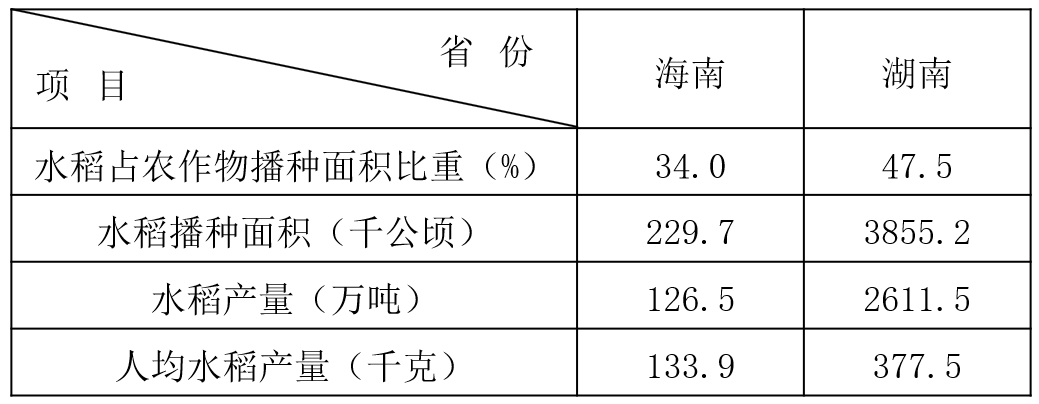 省 份
项 目
海南
湖南
水稻占农作物播种面积比重（%）
34.0
47.5
水稻播种面积（千公顷）
229.7
3855.2
水稻产量（万吨）
126.5
2611.5
人均水稻产量（千克）
133.9
377.5